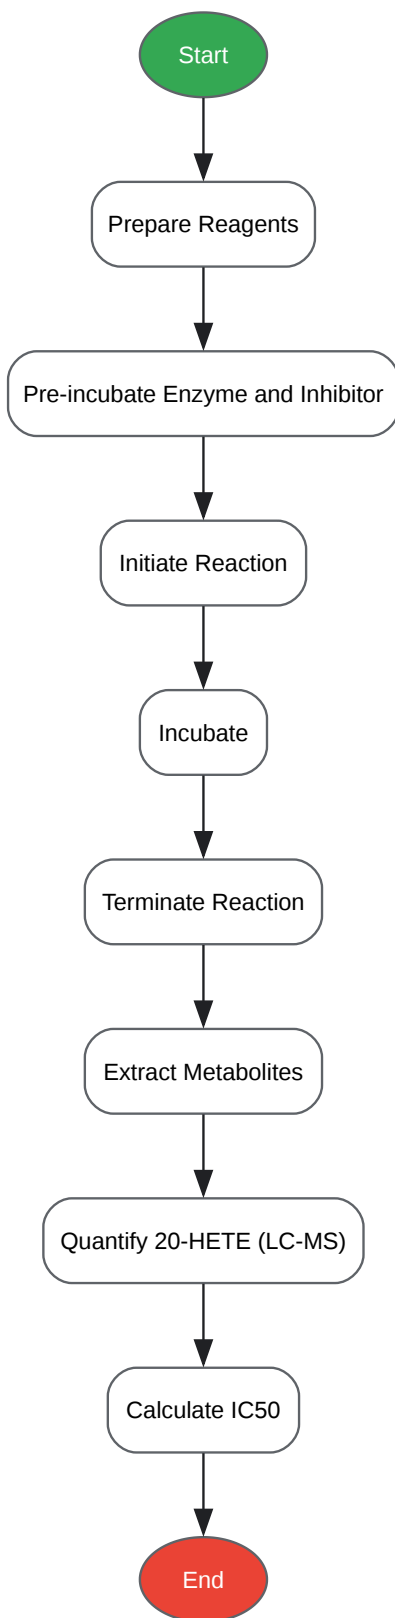 Start
Prepare Reagents
Pre-incubate Enzyme and Inhibitor
Initiate Reaction
Incubate
Terminate Reaction
Extract Metabolites
Quantify 20-HETE (LC-MS)
Calculate IC50
End